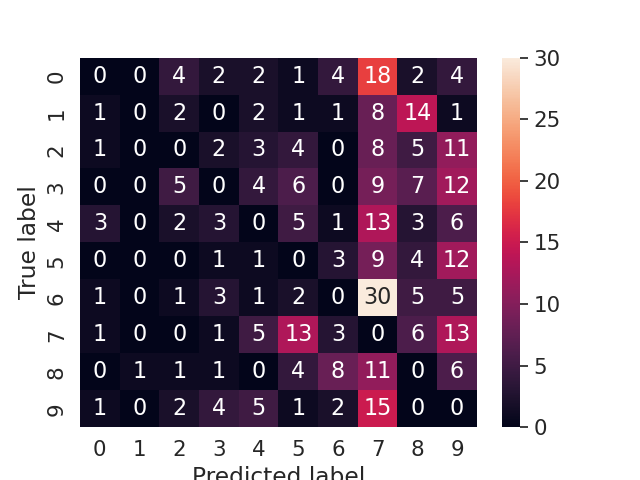 0 0 0 4 2 2 1 4 18 2 4
1 1 0 2 0 2 1 1 8 14 1
2 1 0 0 2 3 4 0 8 5 11
3 0 0 5 0 4 6 0 9 7 12
4 3 0 2 3 0 5 1 13 3 6
5 0 0 0 1 1 0 3 9 4 12
6 1 0 1 3 1 2 0 30 5 5
7 1 0 0 1 5 13 3 0 6 13
8 0 1 1 1 0 4 8 11 0 6
9 1 0 2 4 5 1 2 15 0 0
0 1 2 3 4 5 6 7 8 9
True label
Predicted label
30
25
20
15
10
5
0